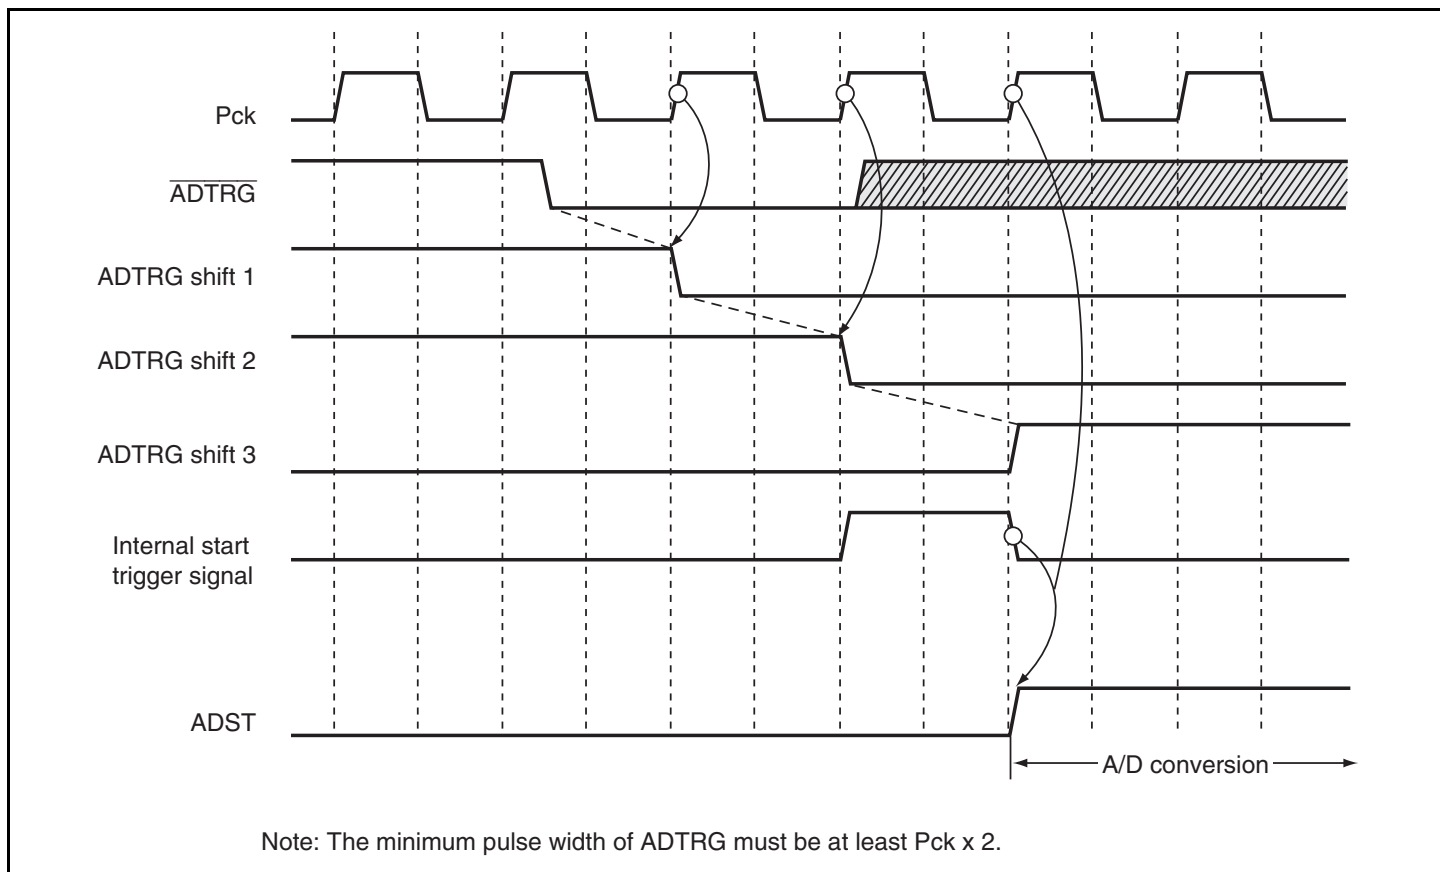 Pck
ADTRG
ADTRG shift 1
ADTRG shift 2
ADTRG shift 3
Internal start
trigger signal
ADST
A/D conversion
Note: The minimum pulse width of ADTRG must be at least Pck x 2.